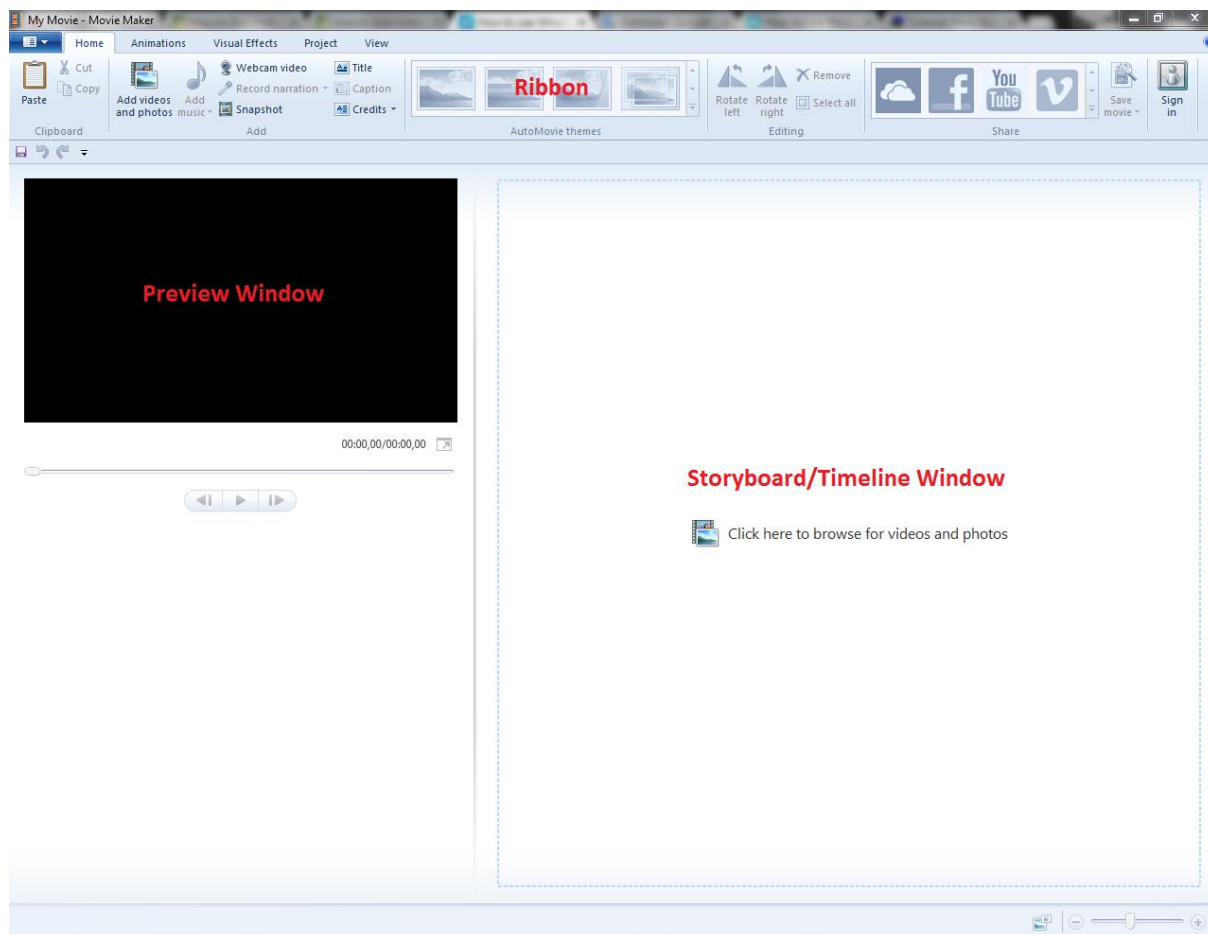 My Movie - Movie Maker
Home Animations Visual Effects Project View
Paste
Cut
Copy
Clipboard
Add videos and photos
Add music
Webcam video
Record narration
Snapshot
Title
Caption
Credits
Add
Ribbon
AutoMovie themes
Rotate left
Rotate right
Remove
Select all
Editing
f
You Tube
v
Share
Save movie
Sign in
Preview Window
00:00,00/00:00,00
Storyboard/Timeline Window
Click here to browse for videos and photos